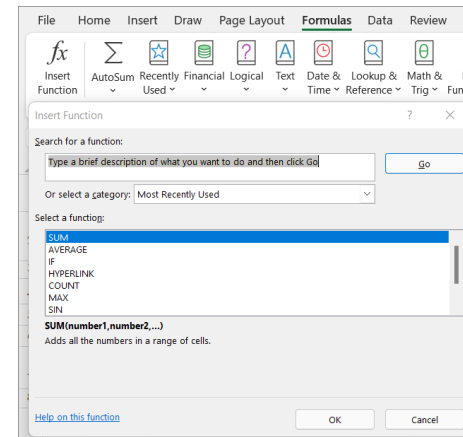 File Home Insert Draw Page Layout Formulas Data Review
fx Σ ? A θ
Insert AutoSum Recently Financial Logical Text Date & Lookup & Math &
Function Used Time Reference Trig Fun
Insert Function ? ×
Search for a function:
Type a brief description of what you want to do and then click Go
Go
Or select a category: Most Recently Used
Select a function:
SUM
AVERAGE
IF
HYPERLINK
COUNT
MAX
SIN
SUM(number1,number2,...)
Adds all the numbers in a range of cells.
Help on this function OK Cancel